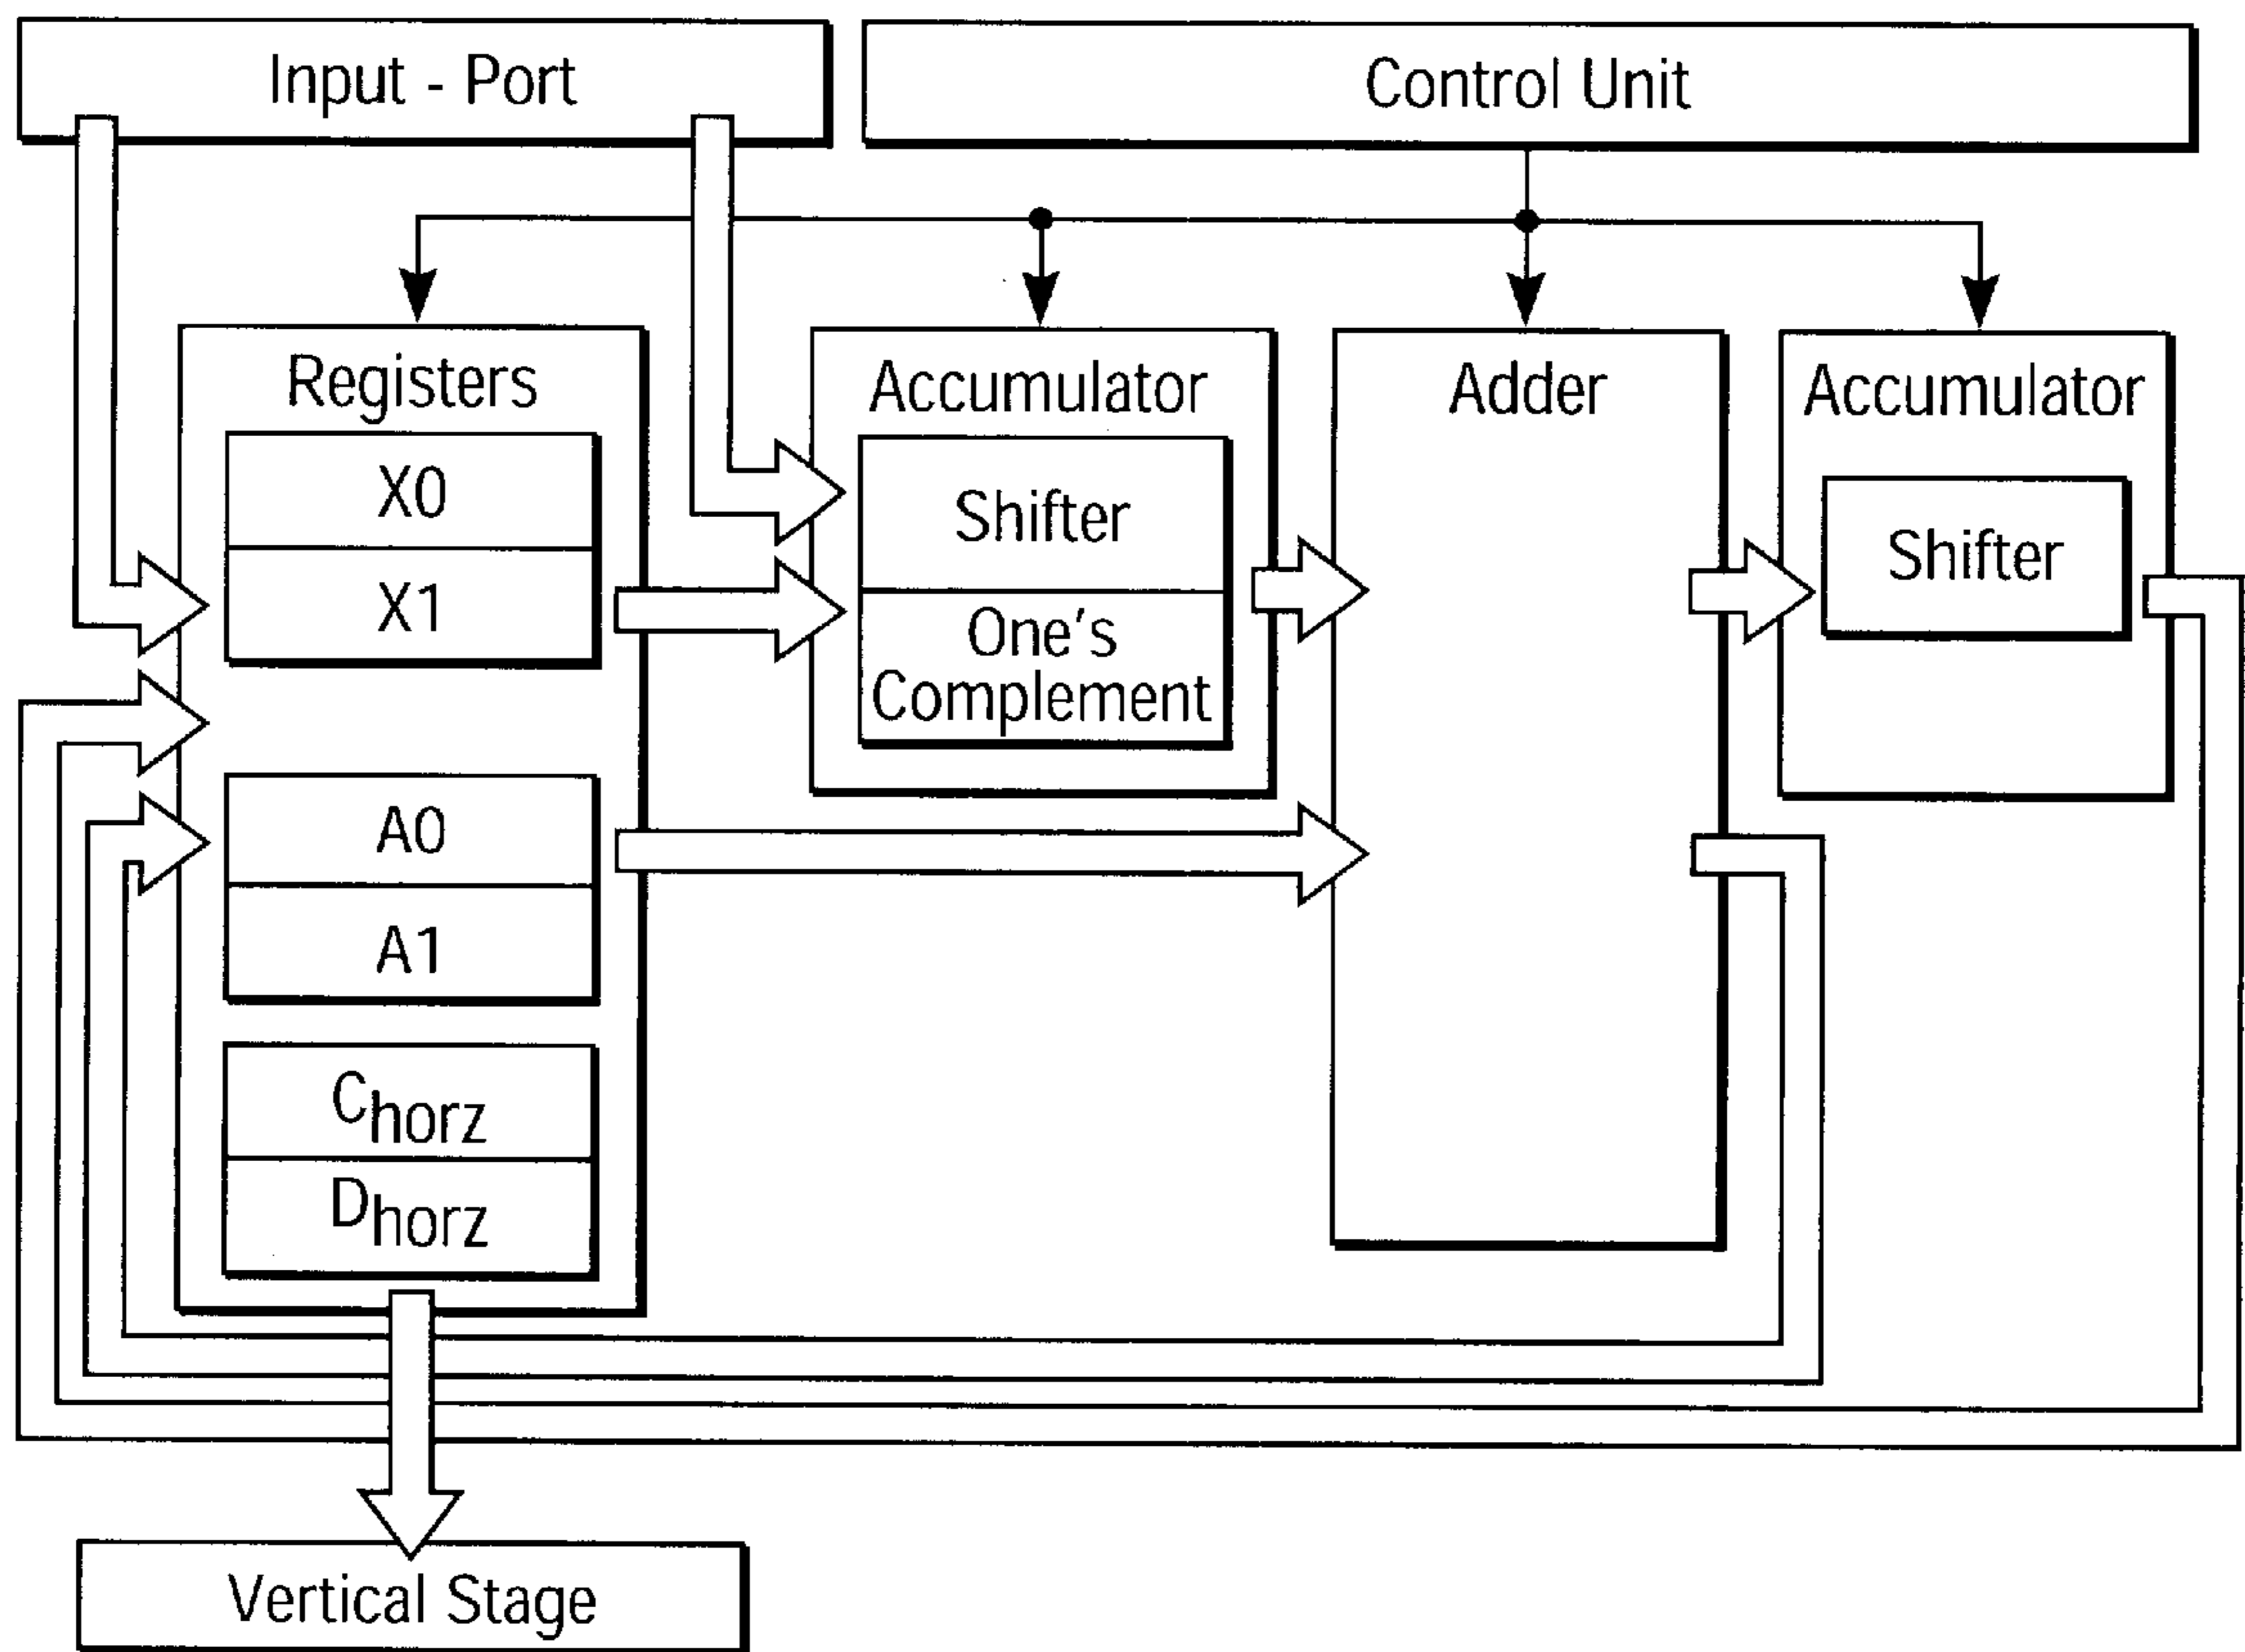 Input - Port
Control Unit
Registers
X0
X1
A0
A1
Chorz
Dhorz
Accumulator
Shifter
One's
Complement
Adder
Accumulator
Shifter
Vertical Stage